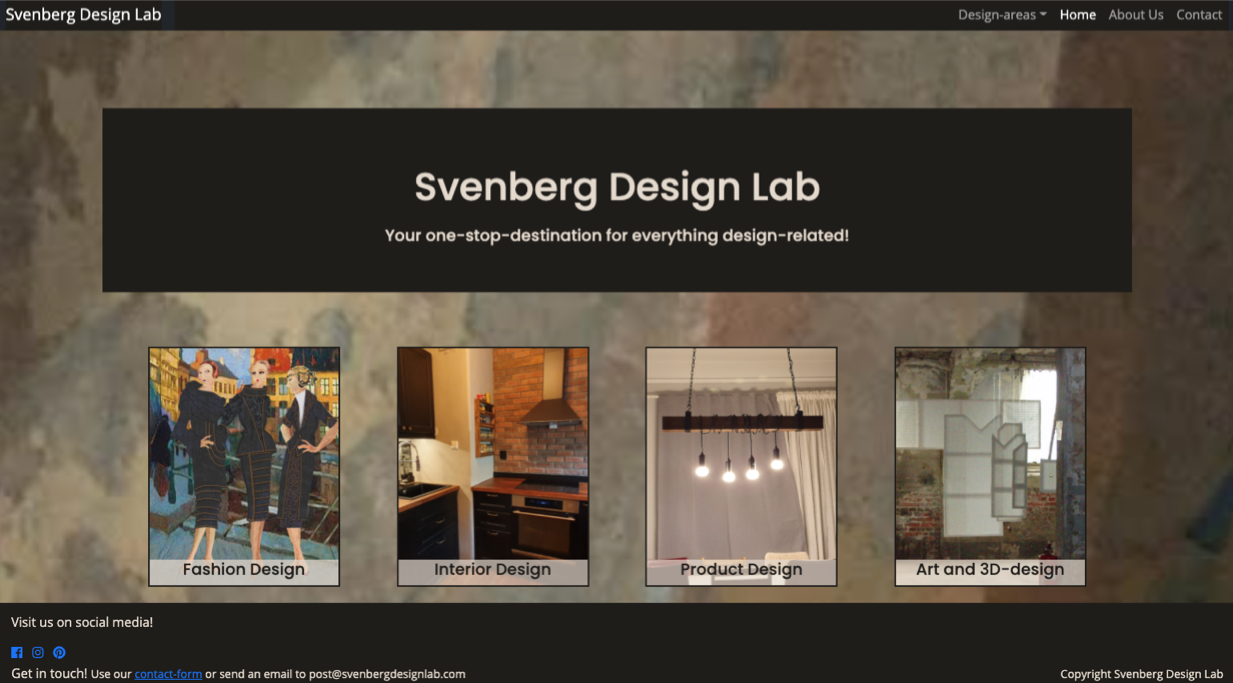 Svenberg Design Lab
Design-areas Home About Us Contact
Svenberg Design Lab
Your one-stop-destination for everything design-related!
Fashion Design
Interior Design
Product Design
Art and 3D-design
Visit us on social media!
Get in touch! Use our contact-form or send an email to post@svenbergdesignlab.com
Copyright Svenberg Design Lab